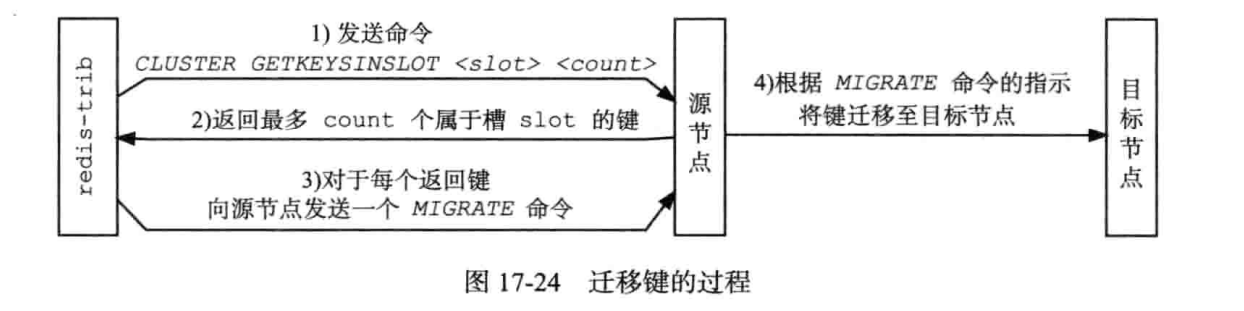 redis-trib
1) 发送命令
CLUSTER GETKEYSINSLOT <slot> <count>
2)返回最多 count 个属于槽 slot 的键
3)对于每个返回键
向源节点发送一个 MIGRATE 命令
源节点
4)根据 MIGRATE 命令的指示
将键迁移至目标节点
目标节点
图 17-24 迁移键的过程